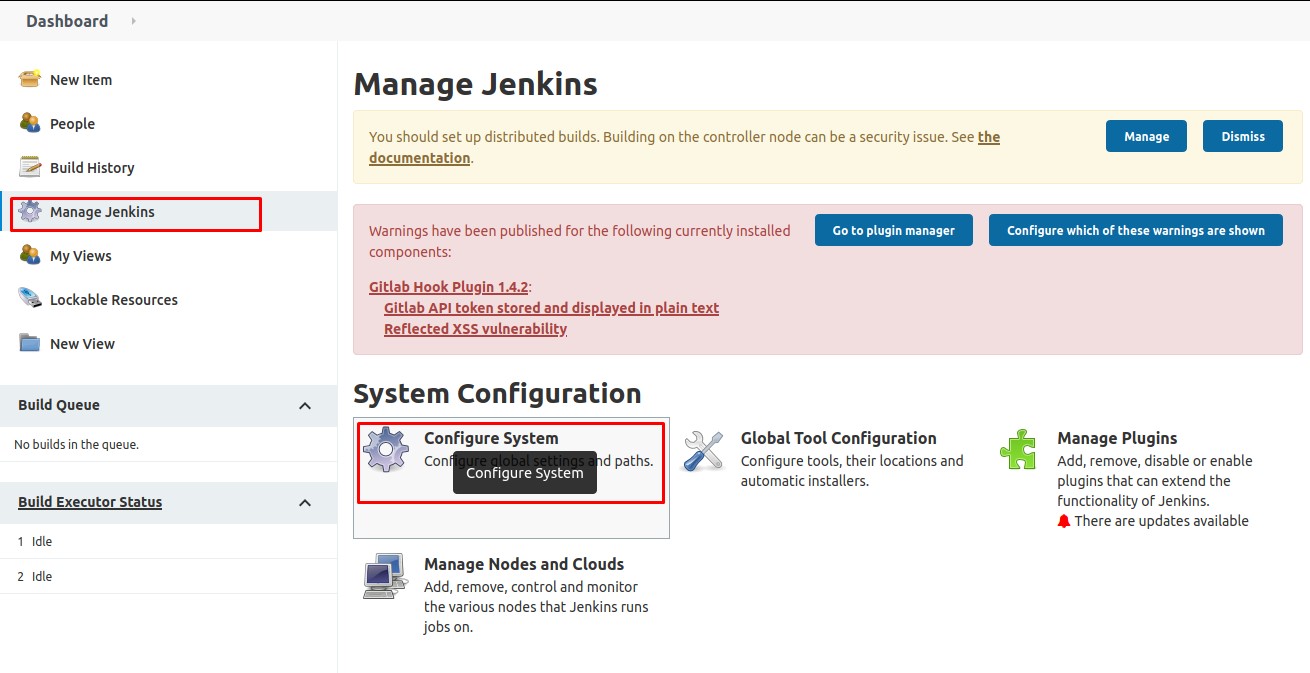 Dashboard
New Item
People
Build History
Manage Jenkins
My Views
Lockable Resources
New View
Build Queue
No builds in the queue.
Build Executor Status
1 Idle
2 Idle
Manage Jenkins
You should set up distributed builds. Building on the controller node can be a security issue. See the
documentation.
Manage
Dismiss
Warnings have been published for the following currently installed
components:
Go to plugin manager
Configure which of these warnings are shown
Gitlab Hook Plugin 1.4.2:
Gitlab API token stored and displayed in plain text
Reflected XSS vulnerability
System Configuration
Configure System
Configure global settings and paths.
Configure System
Global Tool Configuration
Configure tools, their locations and
automatic installers.
Manage Plugins
Add, remove, disable or enable
plugins that can extend the
functionality of Jenkins.
There are updates available
Manage Nodes and Clouds
Add, remove, control and monitor
the various nodes that Jenkins runs
jobs on.